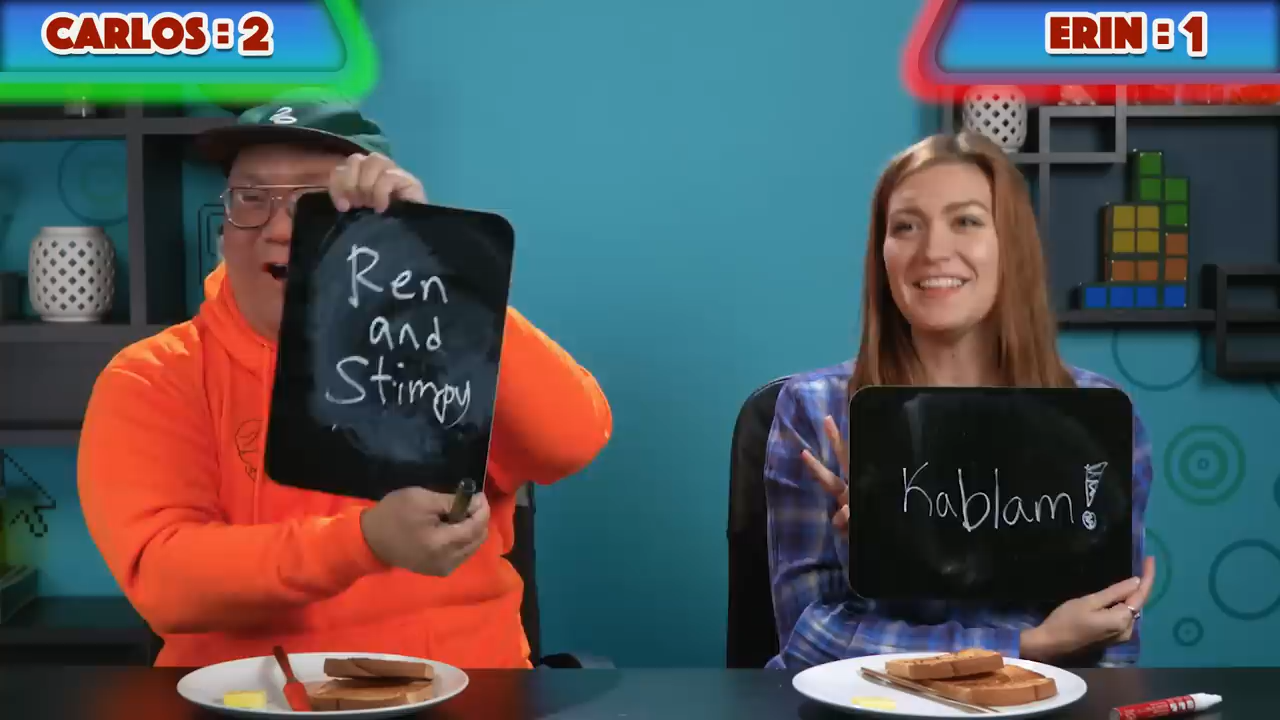 CARLOS : 2
ERIN : 1
Ren
and
Stimpy
Kablam!